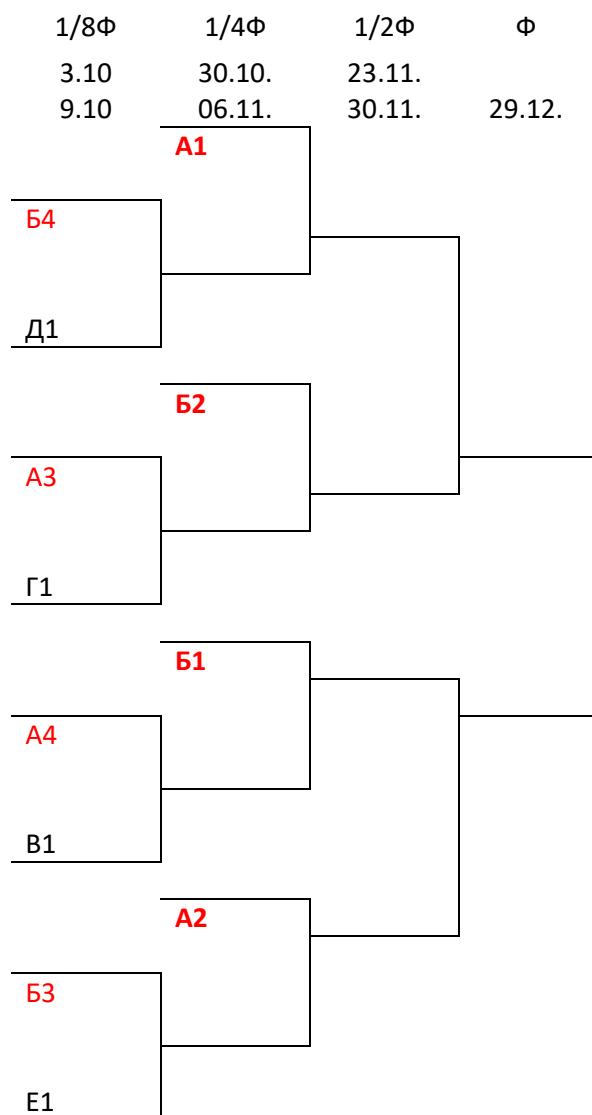 1/8Ф 1/4Ф 1/2Ф Ф
3.10 30.10. 23.11.
9.10 06.11. 30.11. 29.12.
А1
Б4
Д1
Б2
А3
Г1
Б1
А4
В1
А2
Б3
Е1